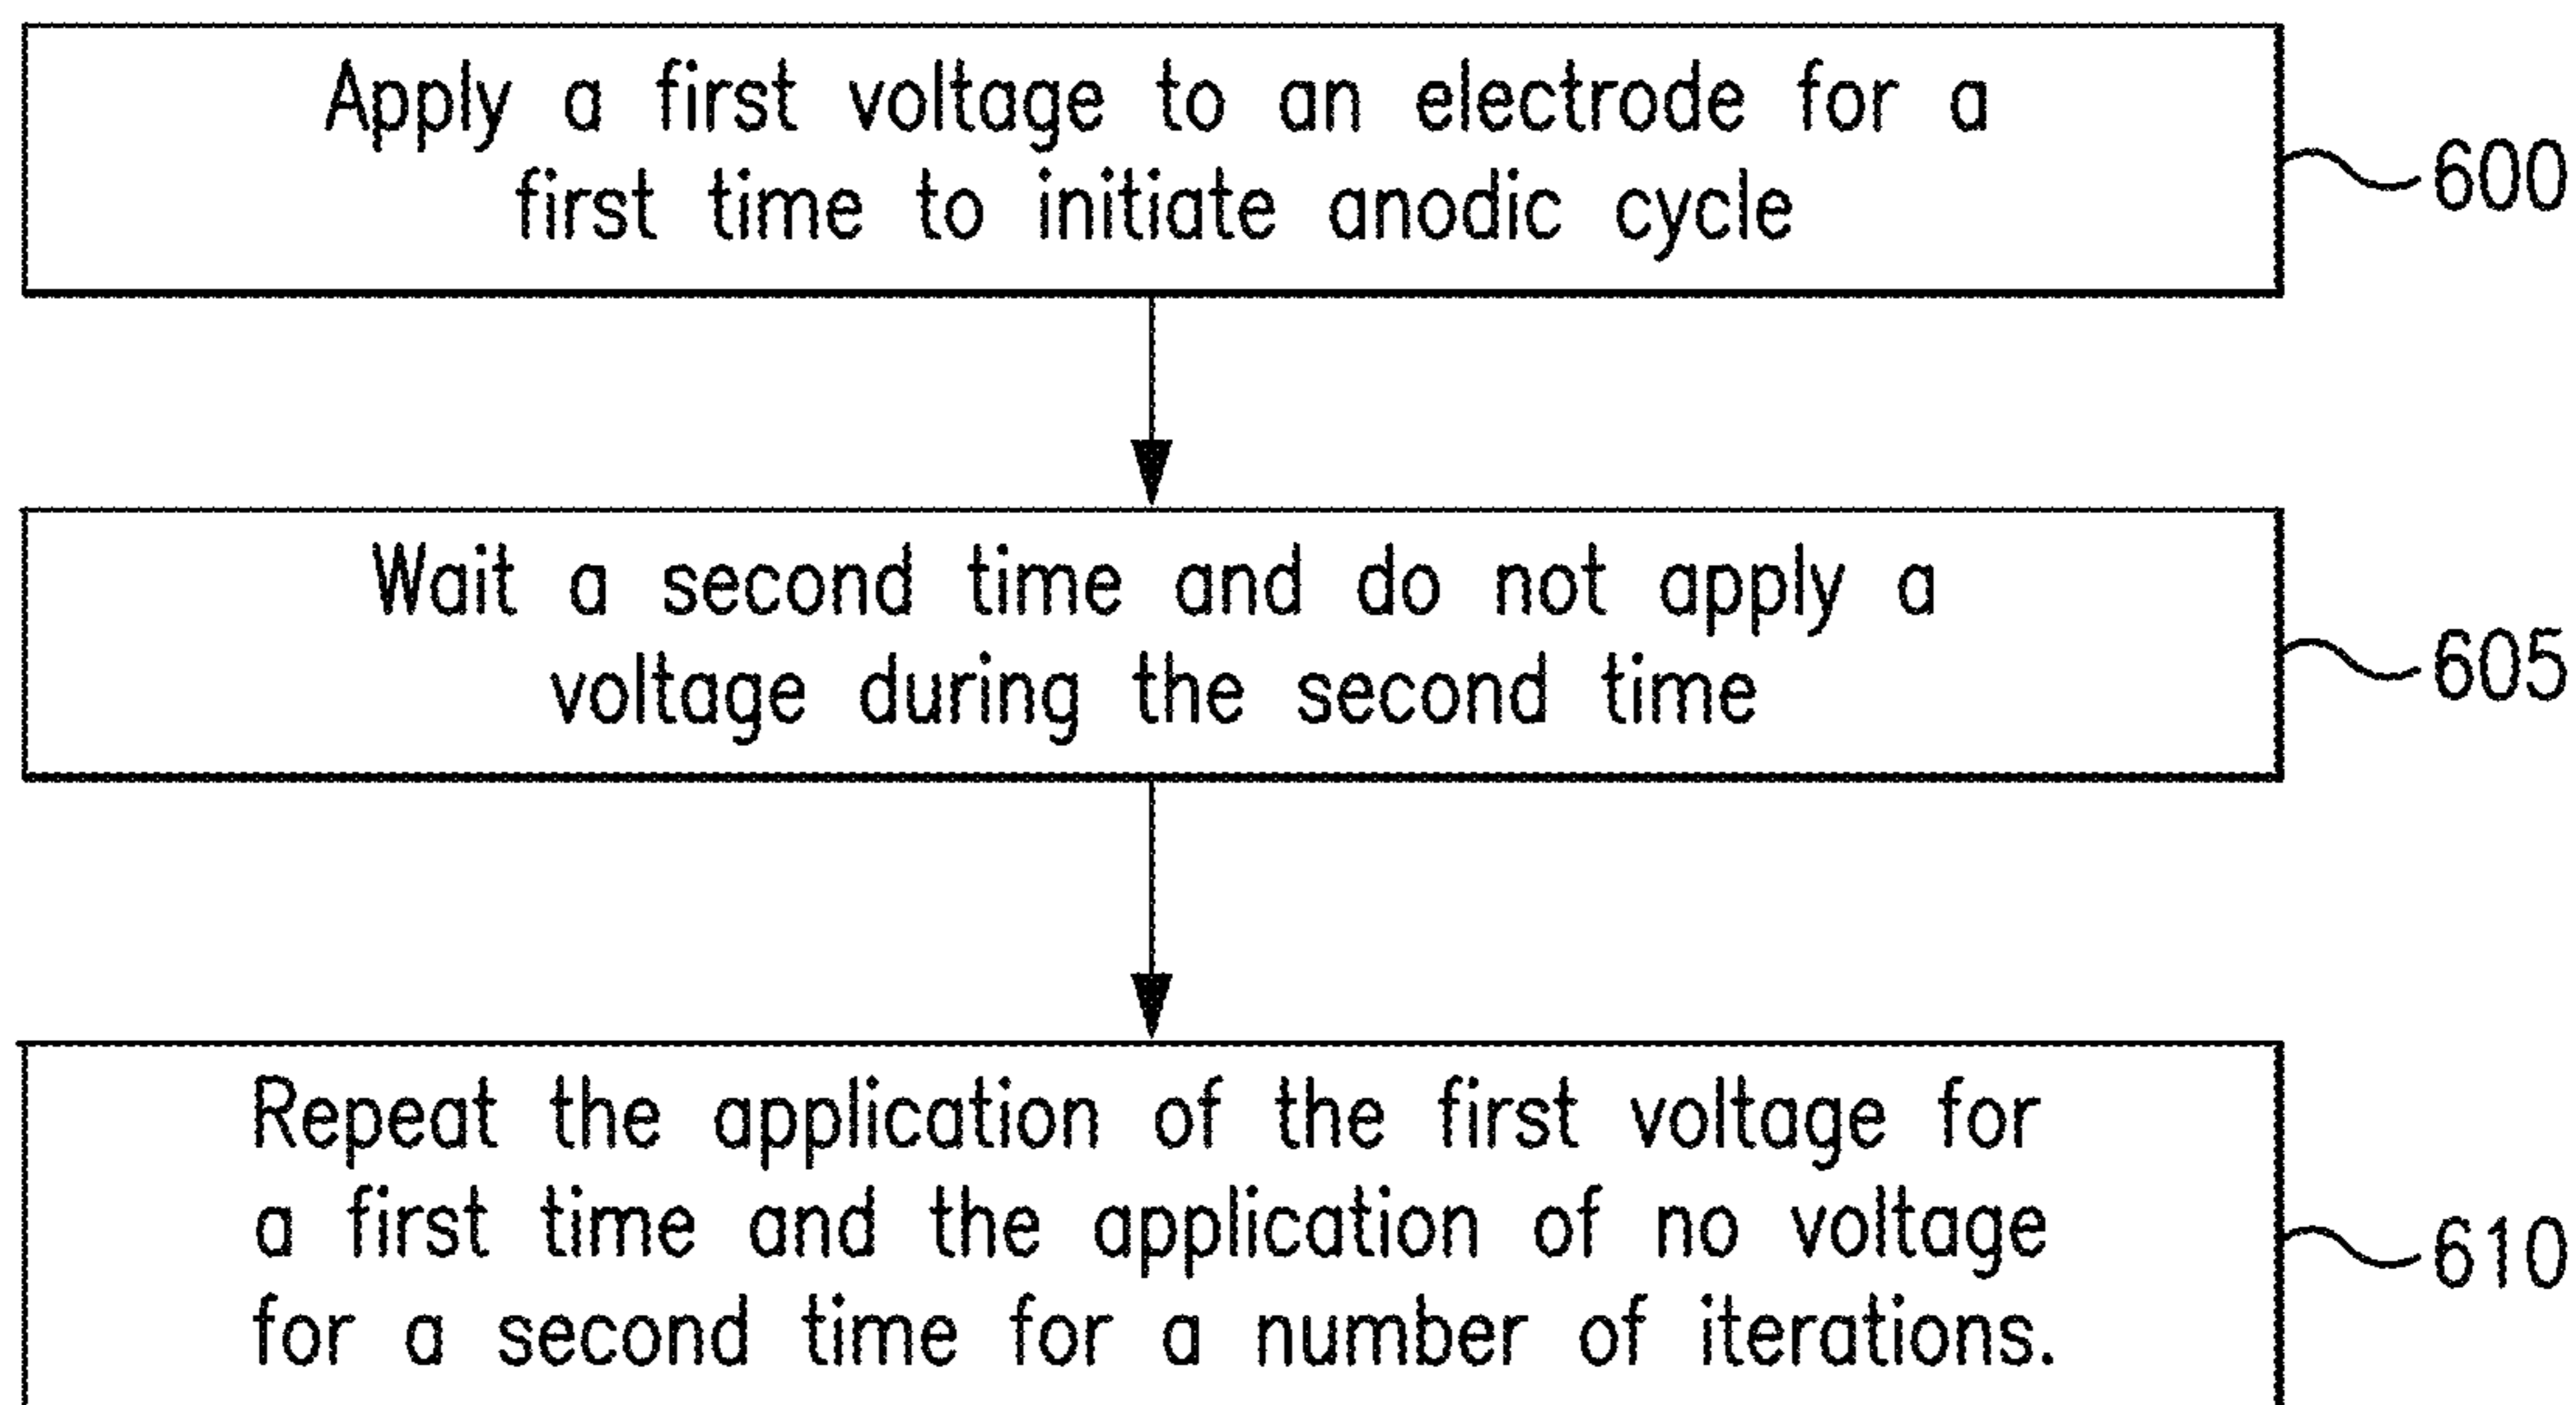 Apply a first voltage to an electrode for a
first time to initiate anodic cycle
600
Wait a second time and do not apply a
voltage during the second time
605
Repeat the application of the first voltage for
a first time and the application of no voltage
for a second time for a number of iterations.
610